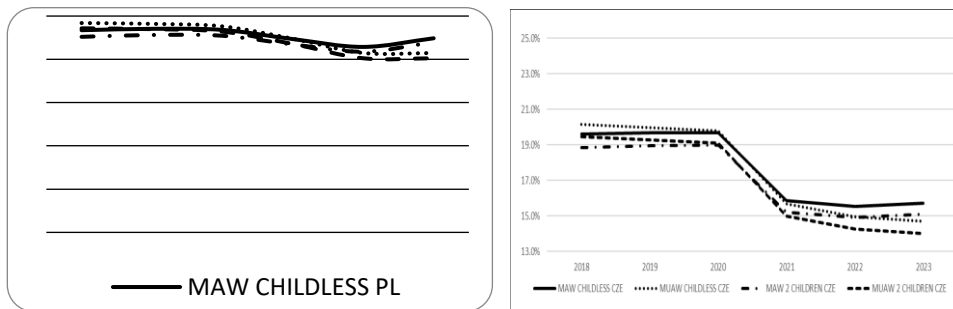 MAW CHILDLESS PL
25.0%
23.0%
21.0%
19.0%
17.0%
15.0%
13.0%
2018 2019 2020 2021 2022 2023
MAW CHILDLESS CZE MUAW CHILDLESS CZE MAW 2 CHILDREN CZE MUAW 2 CHILDREN CZE